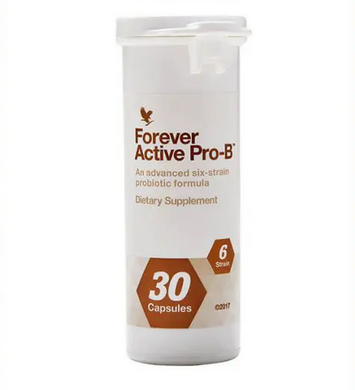 Forever
Active Pro-B™
An advanced six-strain
probiotic formula
Dietary Supplement
6
Strain
30
Capsules
©2017